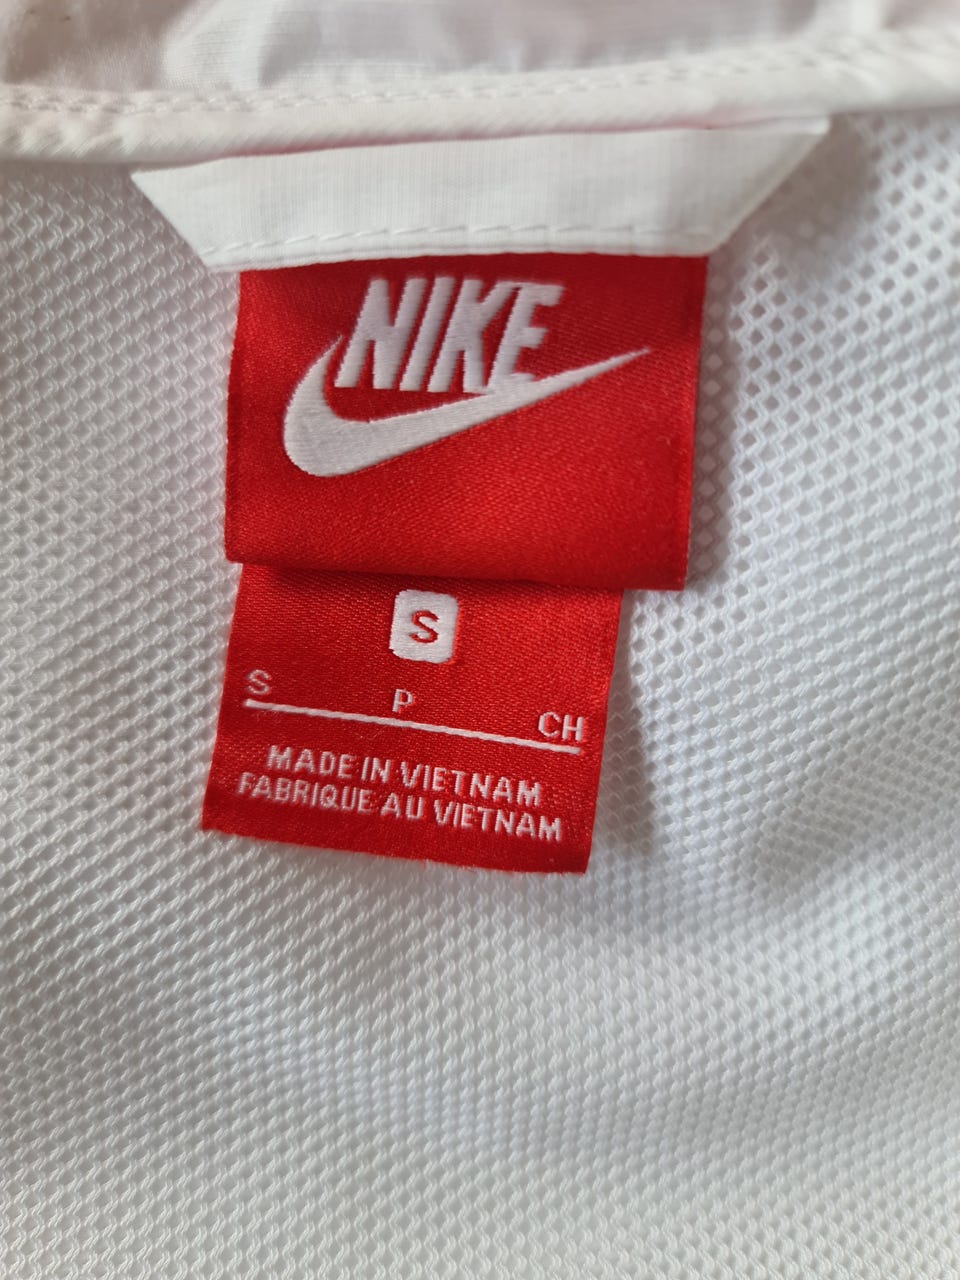 NIKE
S
S P CH
MADE IN VIETNAM
FABRIQUE AU VIETNAM